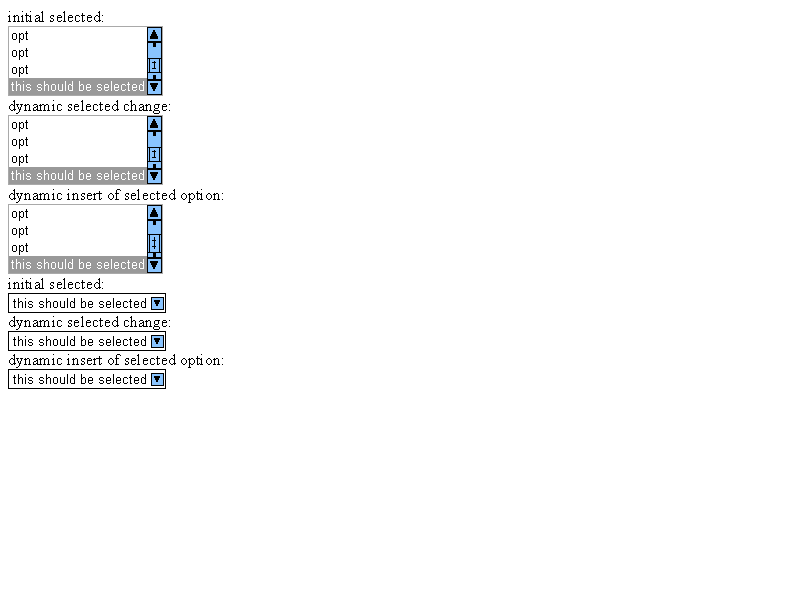 initial selected:
opt
opt
opt
this should be selected
dynamic selected change:
opt
opt
opt
this should be selected
dynamic insert of selected option:
opt
opt
opt
this should be selected
initial selected:
this should be selected
dynamic selected change:
this should be selected
dynamic insert of selected option:
this should be selected